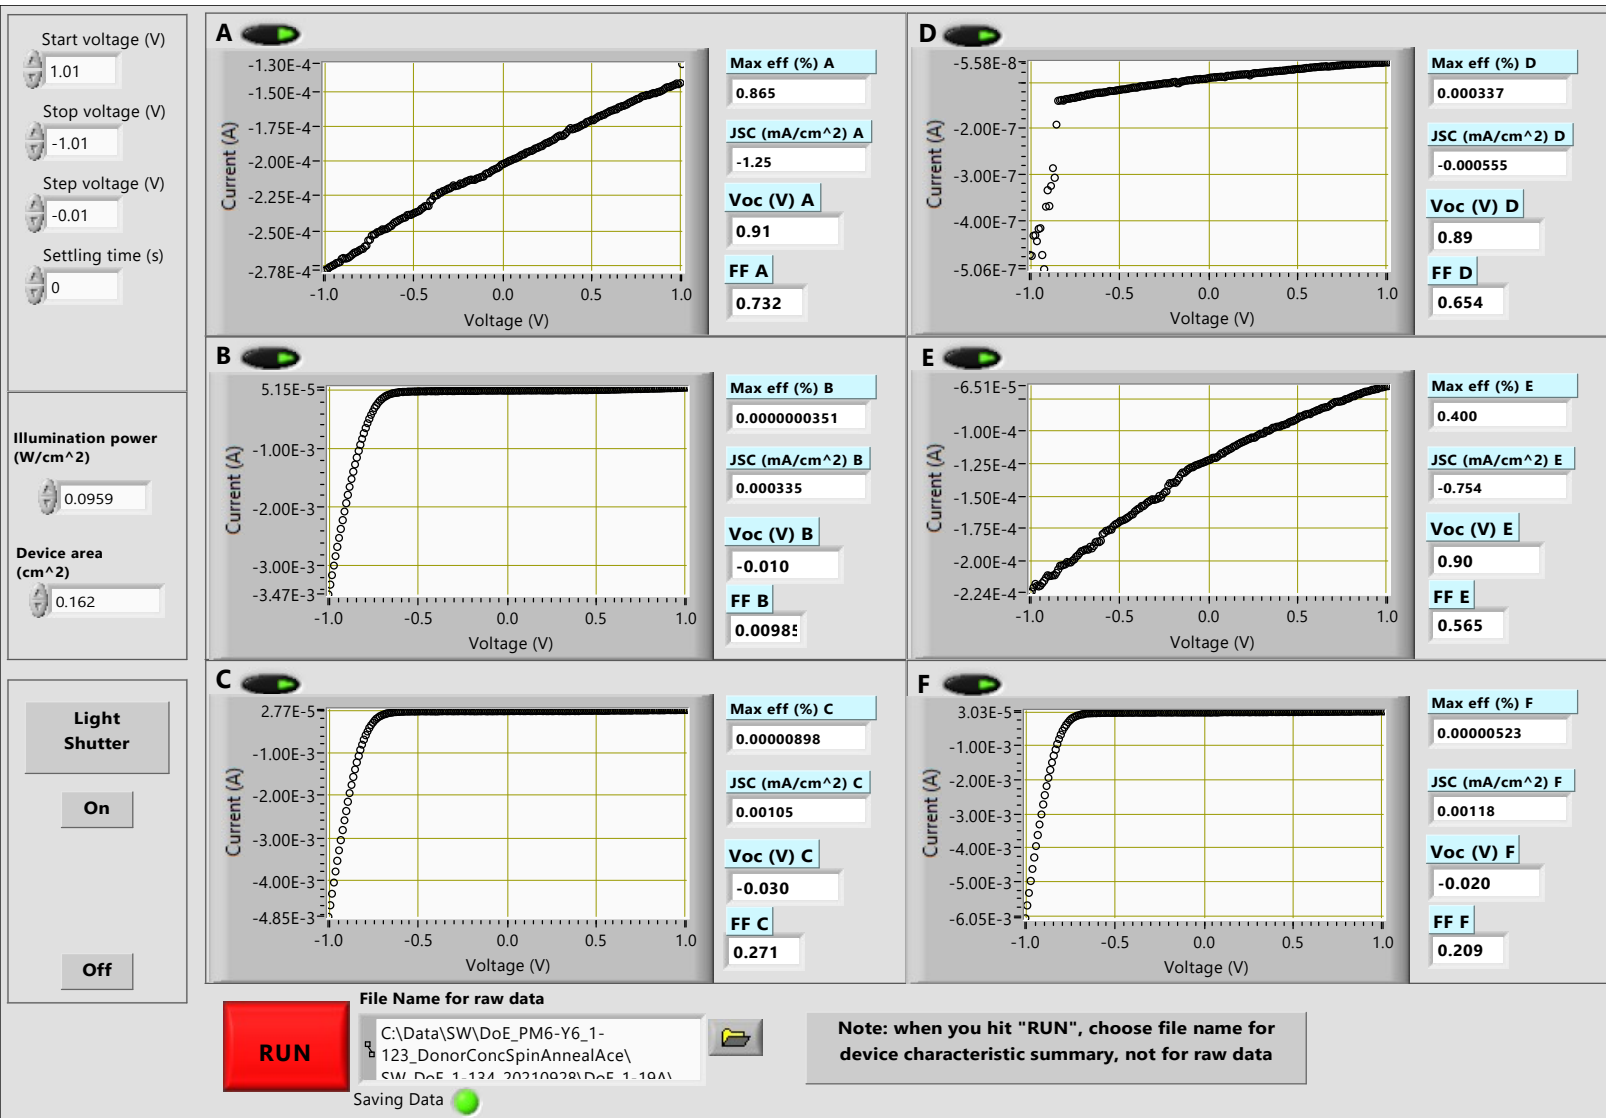 Start voltage (V)
1.01
Stop voltage (V)
-1.01
Step voltage (V)
-0.01
Settling time (s)
0
Illumination power
(W/cm^2)
0.0959
Device area
(cm^2)
0.162
Light
Shutter
On
Off
A
-1.30E-4
-1.50E-4
-1.75E-4
-2.00E-4
-2.25E-4
-2.50E-4
-2.78E-4
Current (A)
-1.0 -0.5 0.0 0.5 1.0
Voltage (V)
Max eff (%) A
0.865
JSC (mA/cm^2) A
-1.25
Voc (V) A
0.91
FF A
0.732
D
-5.58E-8
-2.00E-7
-3.00E-7
-4.00E-7
-5.06E-7
Current (A)
-1.0 -0.5 0.0 0.5 1.0
Voltage (V)
Max eff (%) D
0.000337
JSC (mA/cm^2) D
-0.000555
Voc (V) D
0.89
FF D
0.654
B
5.15E-5
-1.00E-3
-2.00E-3
-3.00E-3
-3.47E-3
Current (A)
-1.0 -0.5 0.0 0.5 1.0
Voltage (V)
Max eff (%) B
0.0000000351
JSC (mA/cm^2) B
0.000335
Voc (V) B
-0.010
FF B
0.0098
E
-6.51E-5
-1.00E-4
-1.25E-4
-1.50E-4
-1.75E-4
-2.00E-4
-2.24E-4
Current (A)
-1.0 -0.5 0.0 0.5 1.0
Voltage (V)
Max eff (%) E
0.400
JSC (mA/cm^2) E
-0.754
Voc (V) E
0.90
FF E
0.565
C
2.77E-5
-1.00E-3
-2.00E-3
-3.00E-3
-4.00E-3
-4.85E-3
Current (A)
-1.0 -0.5 0.0 0.5 1.0
Voltage (V)
Max eff (%) C
0.00000898
JSC (mA/cm^2) C
0.00105
Voc (V) C
-0.030
FF C
0.271
F
3.03E-5
-1.00E-3
-2.00E-3
-3.00E-3
-4.00E-3
-5.00E-3
-6.05E-3
Current (A)
-1.0 -0.5 0.0 0.5 1.0
Voltage (V)
Max eff (%) F
0.00000523
JSC (mA/cm^2) F
0.00118
Voc (V) F
-0.020
FF F
0.209
RUN
File Name for raw data
C:\Data\SW\DoE_PM6-Y6_1-
123_DonorConcSpinAnnealAce\
SW_DoE_1-134_20210928\DoE_1-19A\
Saving Data
Note: when you hit "RUN", choose file name for
device characteristic summary, not for raw data